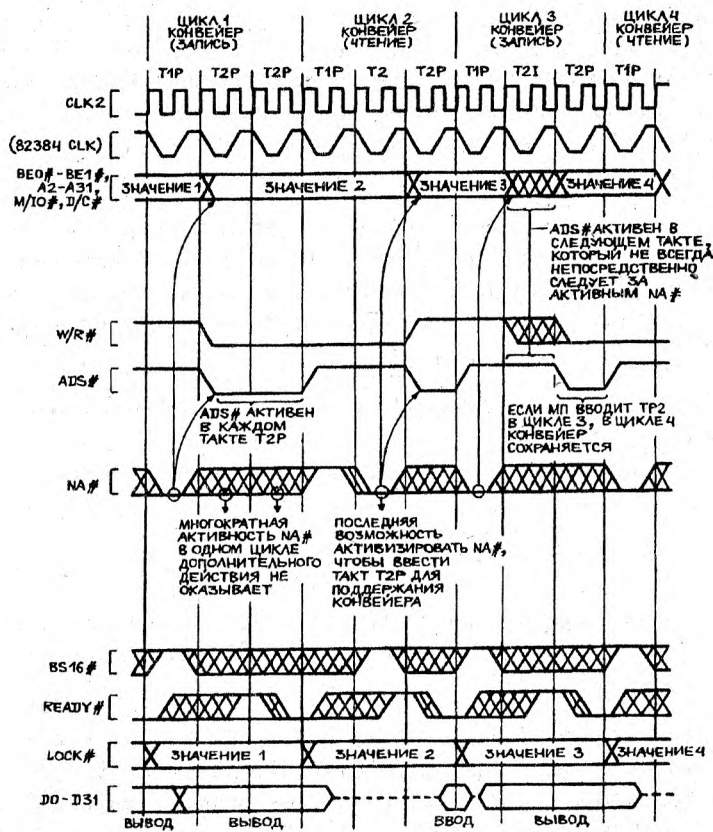 ЦИКЛ 1
КОНВЕЙЕР
(ЗАПИСЬ)
ЦИКЛ 2
КОНВЕЙЕР
(ЧТЕНИЕ)
ЦИКЛ 3
КОНВЕЙЕР
(ЗАПИСЬ)
ЦИКЛ 4
КОНВЕЙЕР
(ЧТЕНИЕ)
T1P T2P T2P T1P T2 T2P T1P T2I T2P T1P
CLK2
(82384 CLK)
BE0#-BE1#,
A2-A31,
M/IO#, D/C#
ЗНАЧЕНИЕ 1 ЗНАЧЕНИЕ 2 ЗНАЧЕНИЕ 3 ЗНАЧЕНИЕ 4
ADS# АКТИВЕН В
СЛЕДУЮЩЕМ ТАКТЕ,
КОТОРЫЙ НЕ ВСЕГДА
НЕПОСРЕДСТВЕННО
СЛЕДУЕТ ЗА
АКТИВНЫМ NA#
W/R#
ADS#
ADS# АКТИВЕН
В КАЖДОМ
ТАКТЕ T2P
ЕСЛИ МП ВВОДИТ TP2
В ЦИКЛЕ 3, В ЦИКЛЕ 4
КОНВЕЙЕР
СОХРАНЯЕТСЯ
NA#
МНОГОКРАТНАЯ
АКТИВНОСТЬ NA#
В ОДНОМ ЦИКЛЕ
ДОПОЛНИТЕЛЬНОГО
ДЕЙСТВИЯ НЕ
ОКАЗЫВАЕТ
ПОСЛЕДНЯЯ
ВОЗМОЖНОСТЬ
АКТИВИЗИРОВАТЬ NA#,
ЧТОБЫ ВВЕСТИ
ТАКТ T2P ДЛЯ
ПОДДЕРЖАНИЯ
КОНВЕЙЕРА
BS16#
READY#
LOCK#
ЗНАЧЕНИЕ 1 ЗНАЧЕНИЕ 2 ЗНАЧЕНИЕ 3 ЗНАЧЕНИЕ 4
D0-D31
ВЫВОД ВЫВОД ВВОД ВЫВОД